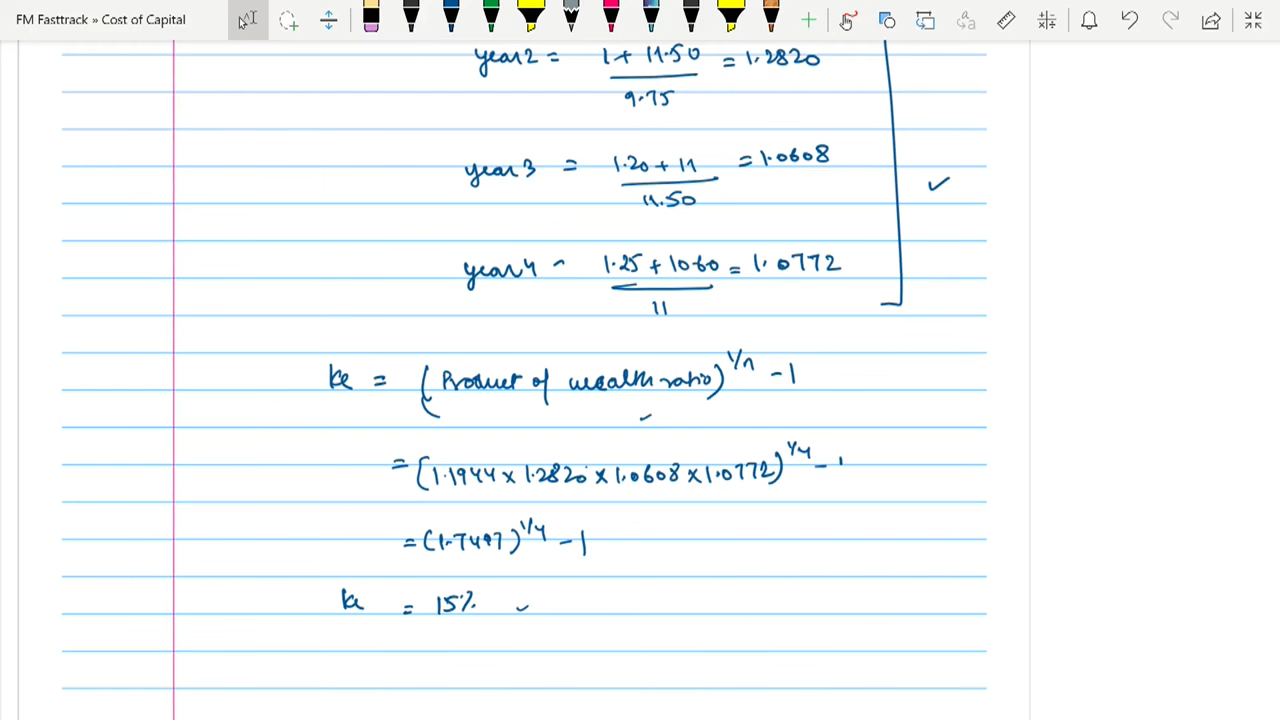 FM Fasttrack » Cost of Capital
year2 = 1 + 11.50 = 1.2820
9.75
year3 = 1.20 + 11 = 1.0608
11.50
year4 - 1.25 + 10.60 = 1.0772
11
ke = (Product of wealth ratio)^1/n - 1
= (1.1944 x 1.2820 x 1.0608 x 1.0772)^1/4 - 1
= (1.7497)^1/4 - 1
ke = 15%